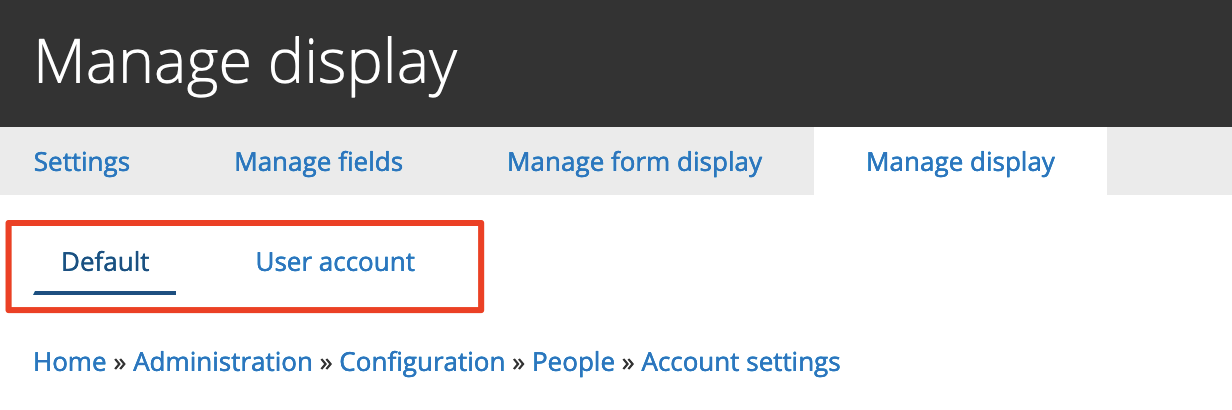 Manage display
Settings Manage fields Manage form display Manage display
Default User account
Home » Administration » Configuration » People » Account settings